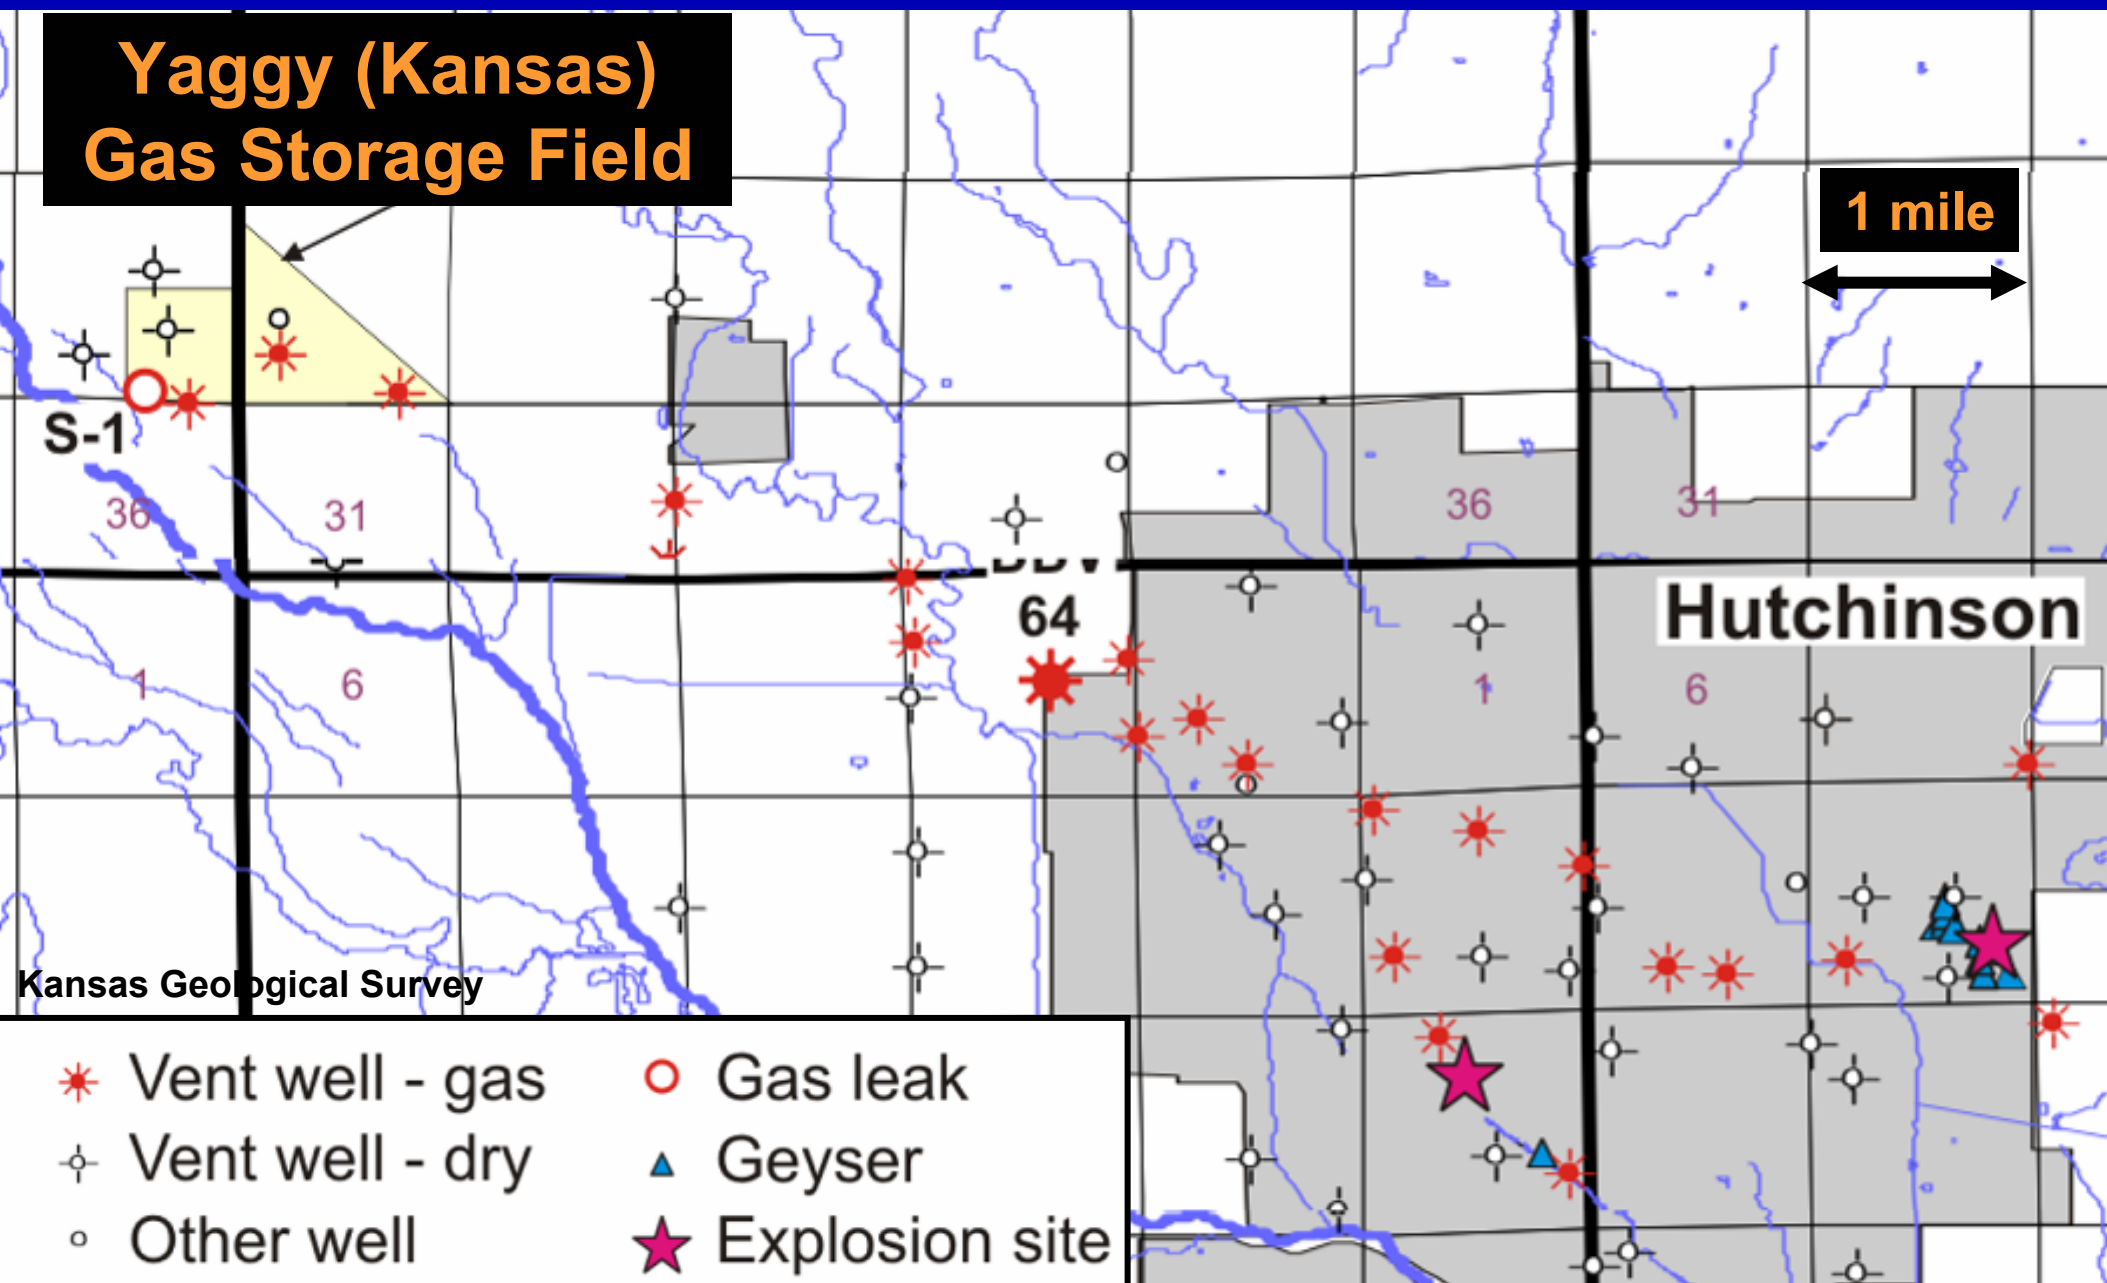 Yaggy (Kansas)
Gas Storage Field
1 mile
S-1
36
31
36
31
64
Hutchinson
1
6
1
6
Kansas Geological Survey
Vent well - gas
Gas leak
Vent well - dry
Geyser
Other well
Explosion site